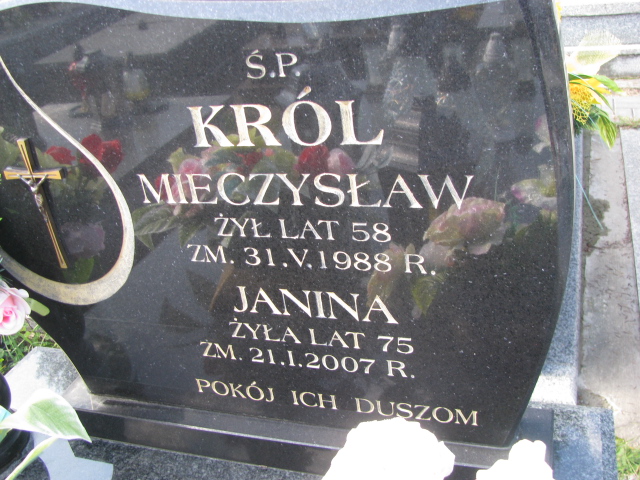 Ś.P.
KRÓL
MIECZYSŁAW
ŻYŁ LAT 58
ZM. 31.V.1988 R.
JANINA
ŻYŁA LAT 75
ZM. 21.I.2007 R.
POKÓJ ICH DUSZOM